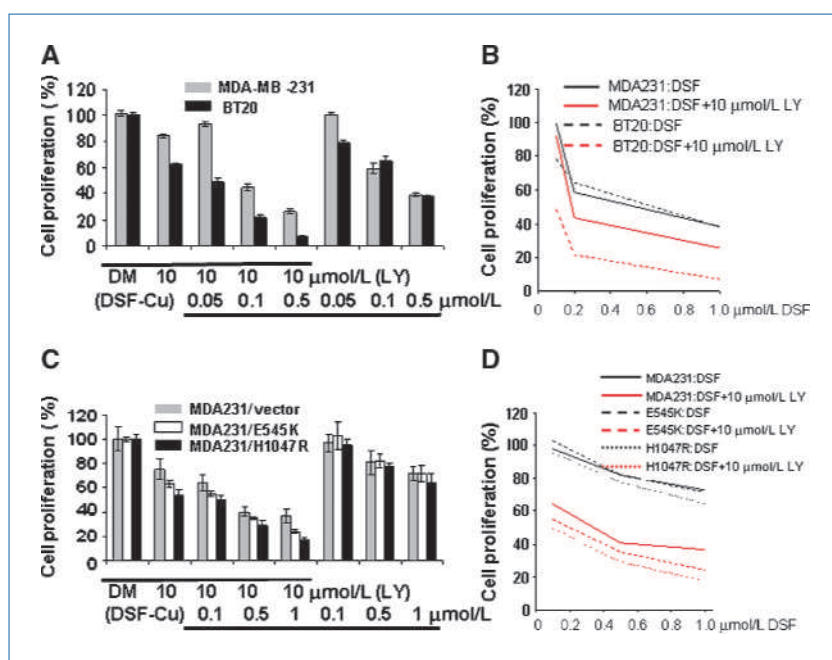 A
Cell proliferation (%)
120
100
80
60
40
20
0
MDA-MB -231
BT20
DM 10 10 10 10 μmol/L (LY)
(DSF-Cu) 0.05 0.1 0.5 0.05 0.1 0.5 μmol/L
B
Cell proliferation (%)
120
100
80
60
40
20
0
MDA231:DSF
MDA231:DSF+10 μmol/L LY
BT20:DSF
BT20:DSF+10 μmol/L LY
0 0.2 0.4 0.6 0.8 1.0 μmol/L DSF
C
Cell proliferation (%)
120
100
80
60
40
20
0
MDA231/vector
MDA231/E545K
MDA231/H1047R
DM 10 10 10 10 μmol/L (LY)
(DSF-Cu) 0.1 0.5 1 0.1 0.5 1 μmol/L
D
Cell proliferation (%)
120
100
80
60
40
20
0
MDA231:DSF
MDA231:DSF+10 μmol/L LY
E545K:DSF
E545K:DSF+10 μmol/L LY
H1047R:DSF
H1047R:DSF+10 μmol/L LY
0 0.2 0.4 0.6 0.8 1.0 μmol/L DSF